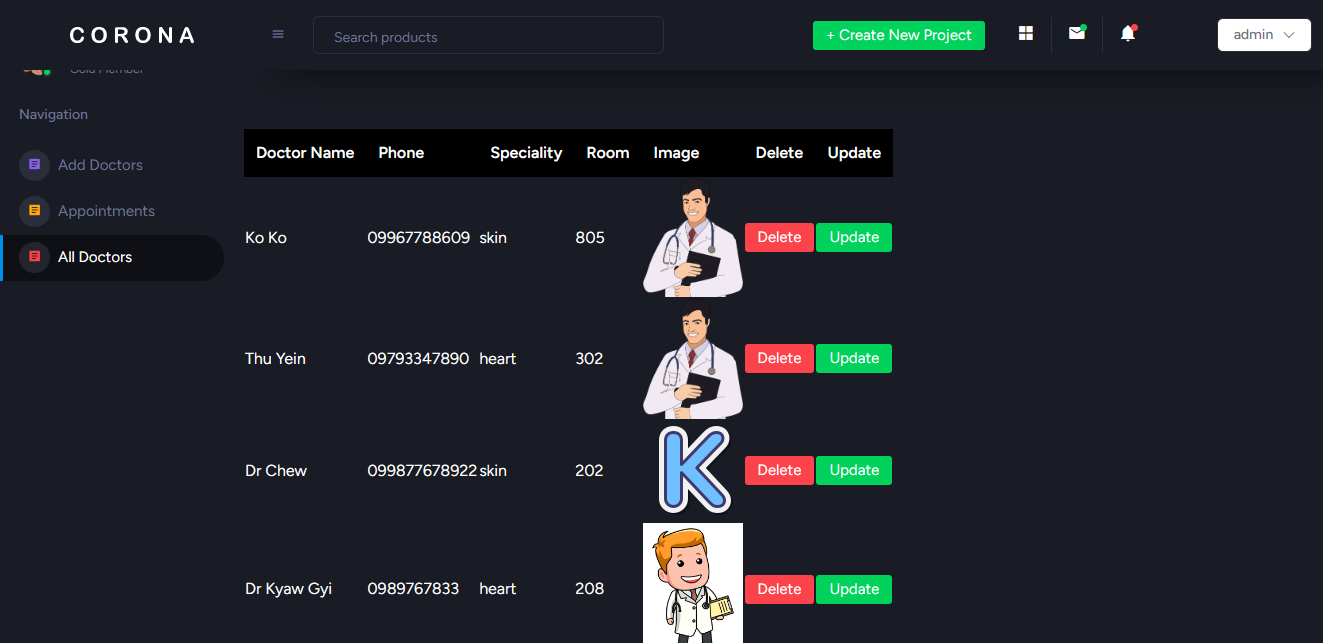 CORONA
Search products
+ Create New Project
admin
Gold Member
Navigation
Add Doctors
Appointments
All Doctors
Doctor Name Phone Speciality Room Image Delete Update
Ko Ko 09967788609 skin 805 Delete Update
Thu Yein 09793347890 heart 302 Delete Update
Dr Chew 099877678922 skin 202 K Delete Update
Dr Kyaw Gyi 0989767833 heart 208 Delete Update